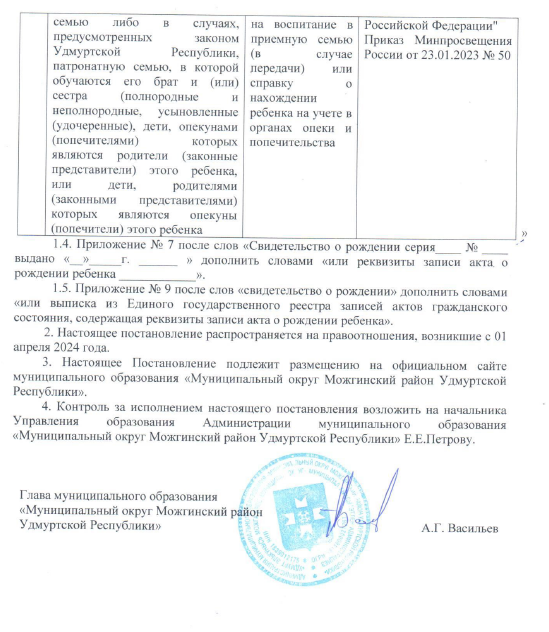 семью либо в случаях,
предусмотренных законом
Удмуртской Республики,
патронатную семью, в которой
обучаются его брат и (или)
сестра (полнородные и
неполнородные, усыновленные
(удочеренные), дети, опекунами
(попечителями) которых
являются родители (законные
представители) этого ребенка,
или дети, родителями
(законными представителями)
которых являются опекуны
(попечители) этого ребенка
на воспитание в
приемную семью
(в случае
передачи) или
справку о
нахождении
ребенка на учете в
органах опеки и
попечительства
Российской Федерации"
Приказ Минпросвещения
России от 23.01.2023 № 50
»
1.4. Приложение № 7 после слов «Свидетельство о рождении серия____ № ____
выдано «__»_____г. ______ » дополнить словами «или реквизиты записи акта о
рождении ребенка ____________».
1.5. Приложение № 9 после слов «свидетельство о рождении» дополнить словами
«или выписка из Единого государственного реестра записей актов гражданского
состояния, содержащая реквизиты записи акта о рождении ребенка».
2. Настоящее постановление распространяется на правоотношения, возникшие с 01
апреля 2024 года.
3. Настоящее Постановление подлежит размещению на официальном сайте
муниципального образования «Муниципальный округ Можгинский район Удмуртской
Республики».
4. Контроль за исполнением настоящего постановления возложить на начальника
Управления образования Администрации муниципального образования
«Муниципальный округ Можгинский район Удмуртской Республики» Е.Е.Петрову.
Глава муниципального образования
«Муниципальный округ Можгинский район
Удмуртской Республики»
А.Г. Васильев